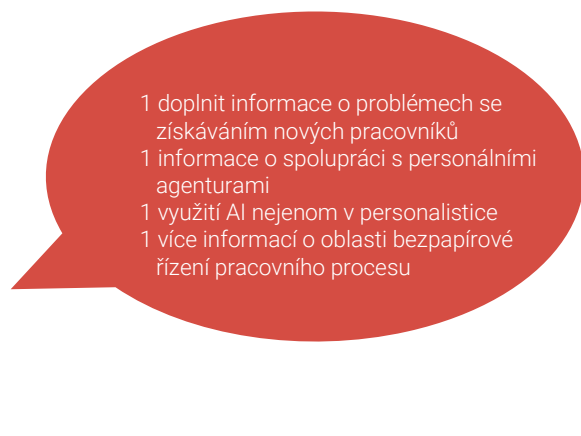 1 doplnit informace o problémech se
získáváním nových pracovníků
1 informace o spolupráci s personálními
agenturami
1 využití AI nejenom v personalistice
1 více informací o oblasti bezpapírové
řízení pracovního procesu